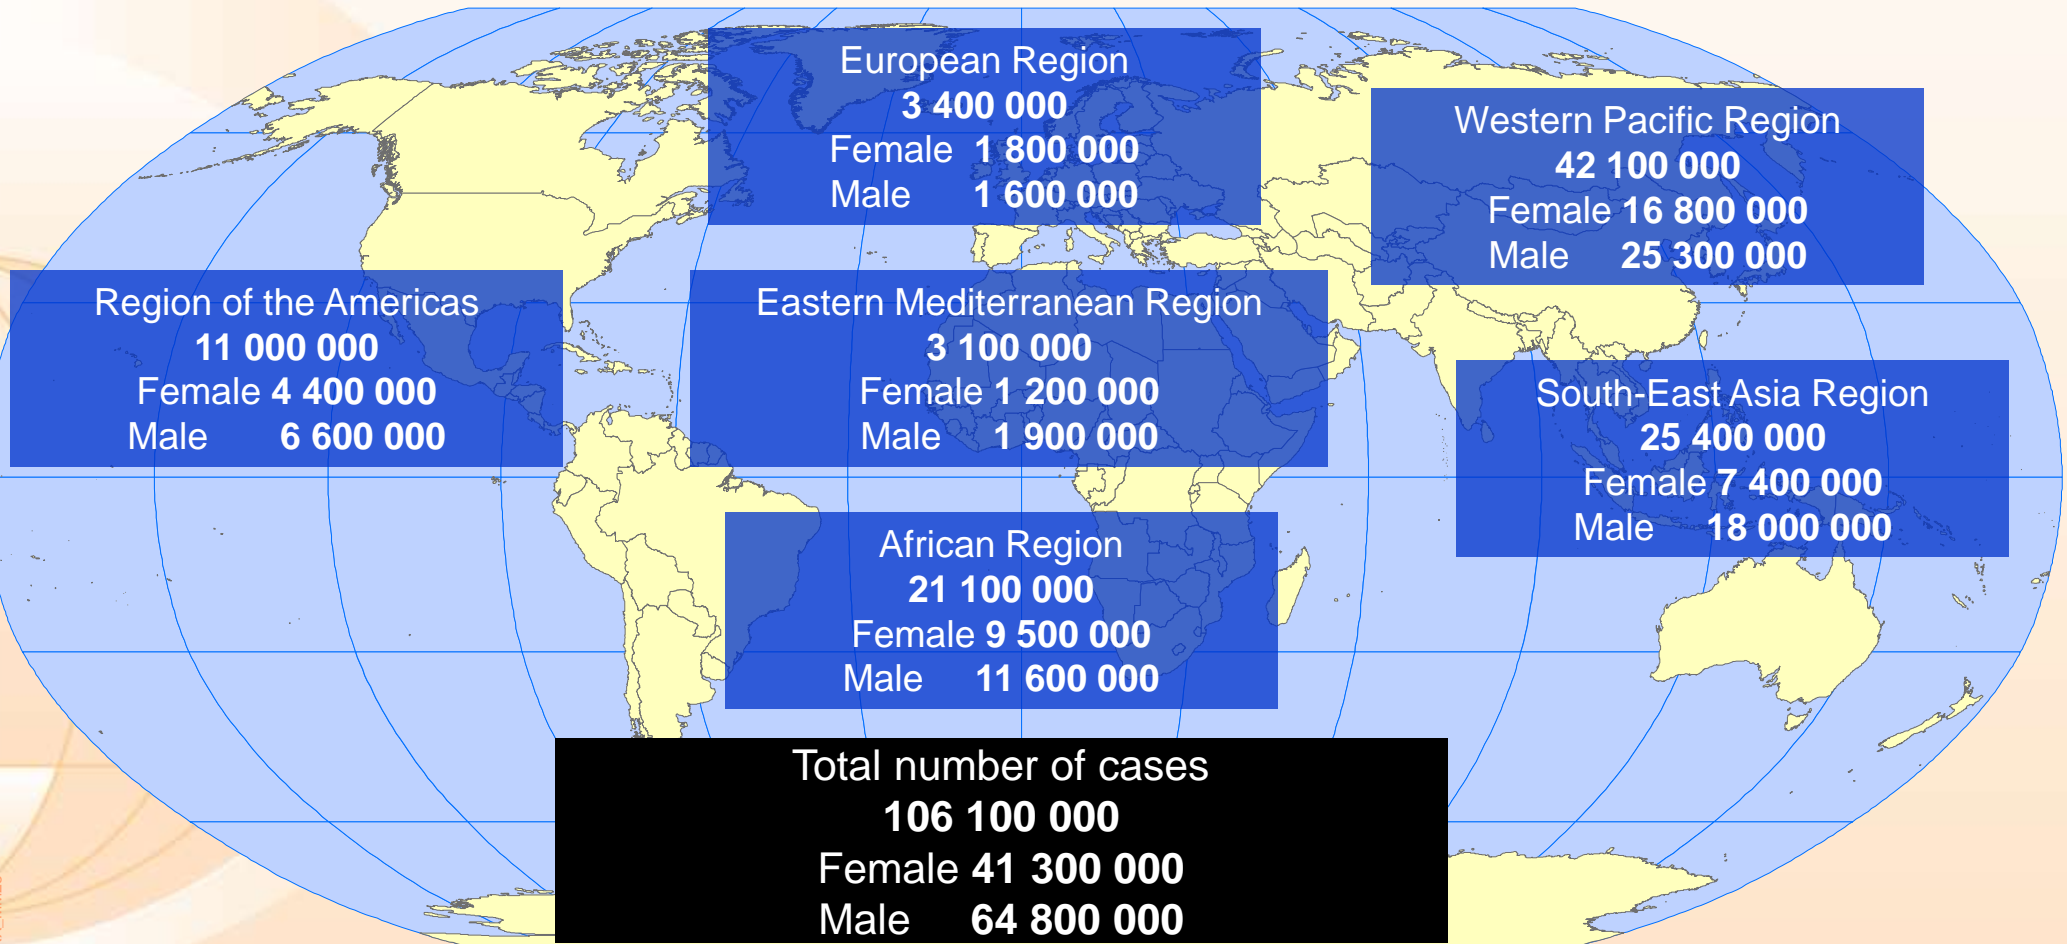 European Region
3 400 000
Female 1 800 000
Male 1 600 000
Western Pacific Region
42 100 000
Female 16 800 000
Male 25 300 000
Region of the Americas
11 000 000
Female 4 400 000
Male 6 600 000
Eastern Mediterranean Region
3 100 000
Female 1 200 000
Male 1 900 000
South-East Asia Region
25 400 000
Female 7 400 000
Male 18 000 000
African Region
21 100 000
Female 9 500 000
Male 11 600 000
Total number of cases
106 100 000
Female 41 300 000
Male 64 800 000